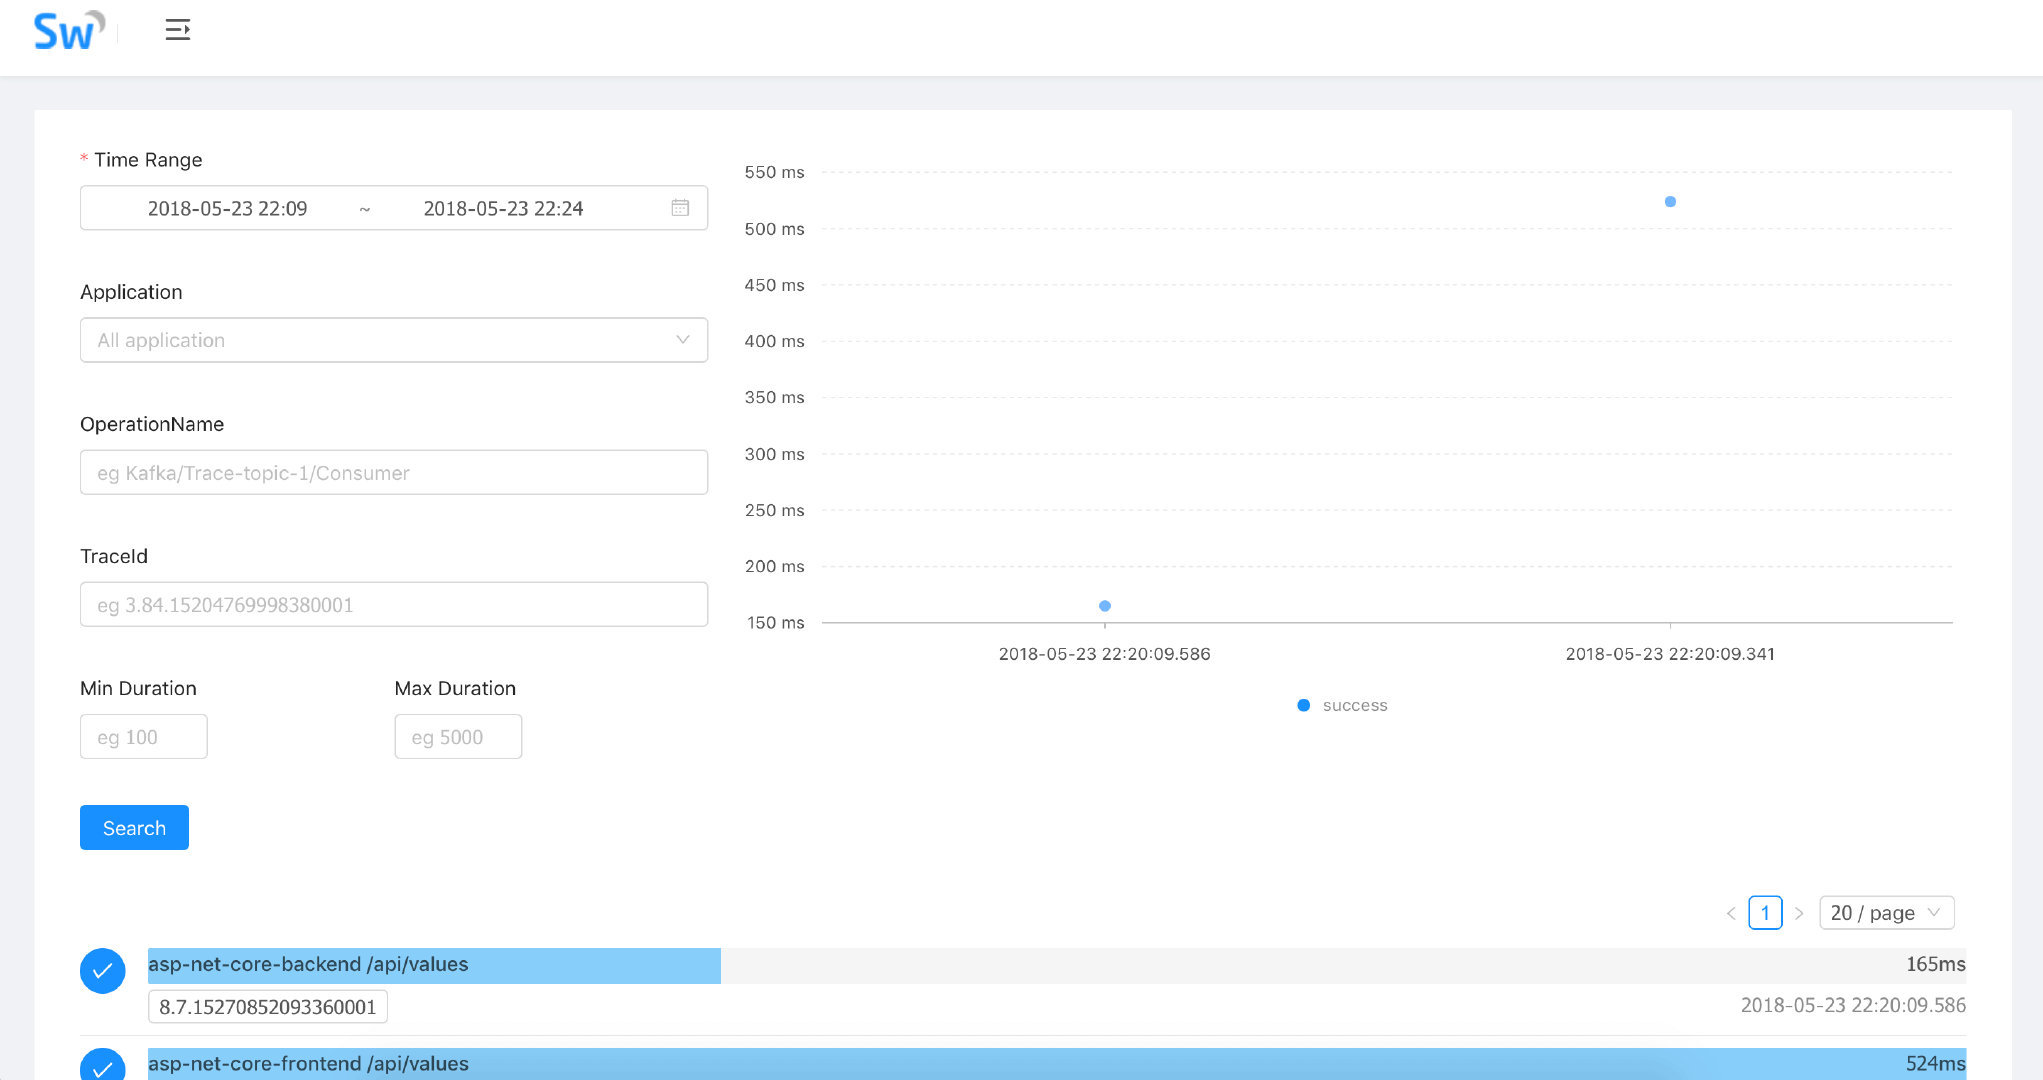 Sw
* Time Range
2018-05-23 22:09 ~ 2018-05-23 22:24
Application
All application
OperationName
eg Kafka/Trace-topic-1/Consumer
TraceId
eg 3.84.15204769998380001
Min Duration
Max Duration
eg 100
eg 5000
Search
550 ms
500 ms
450 ms
400 ms
350 ms
300 ms
250 ms
200 ms
150 ms
2018-05-23 22:20:09.586
2018-05-23 22:20:09.341
success
< 1 > 20 / page
asp-net-core-backend /api/values 165ms
8.7.15270852093360001 2018-05-23 22:20:09.586
asp-net-core-frontend /api/values 524ms